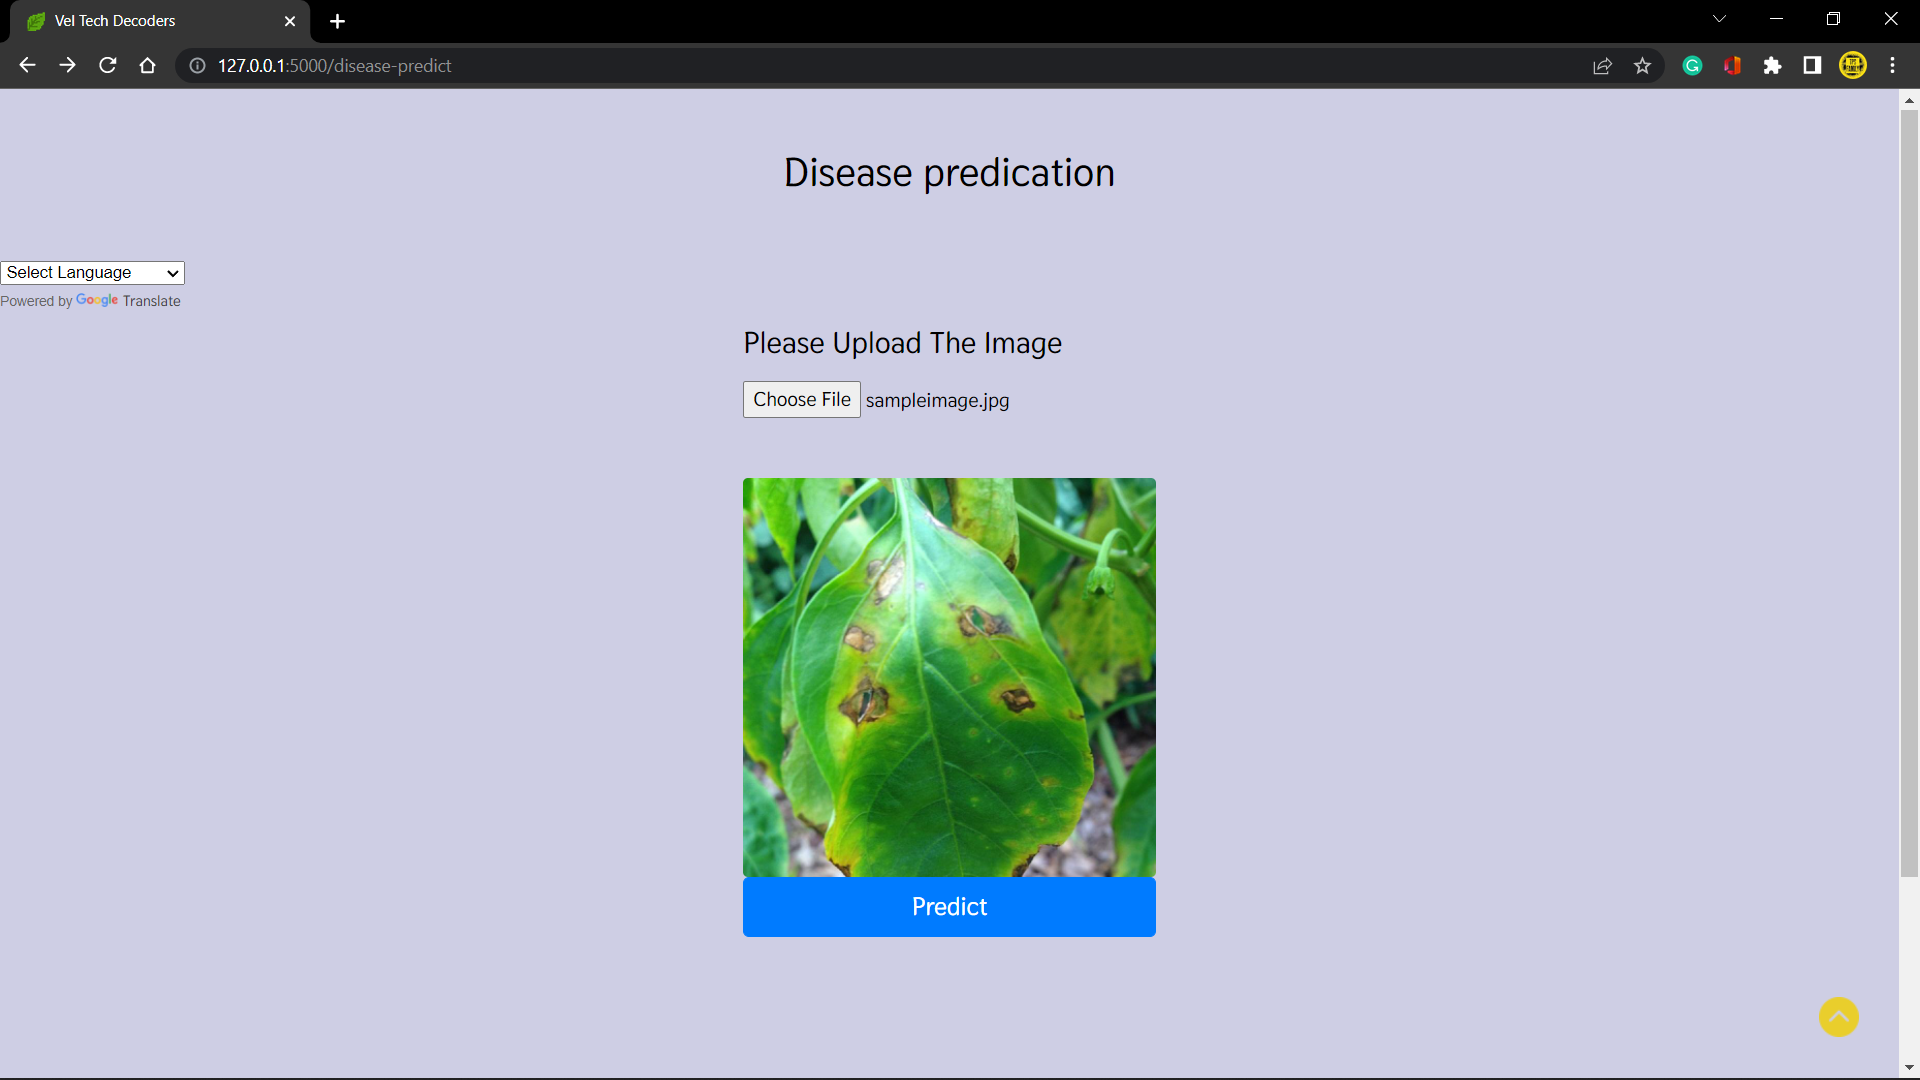 Vel Tech Decoders
127.0.0.1:5000/disease-predict
Disease predication
Select Language
Powered by Google Translate
Please Upload The Image
Choose File sampleimage.jpg
Predict